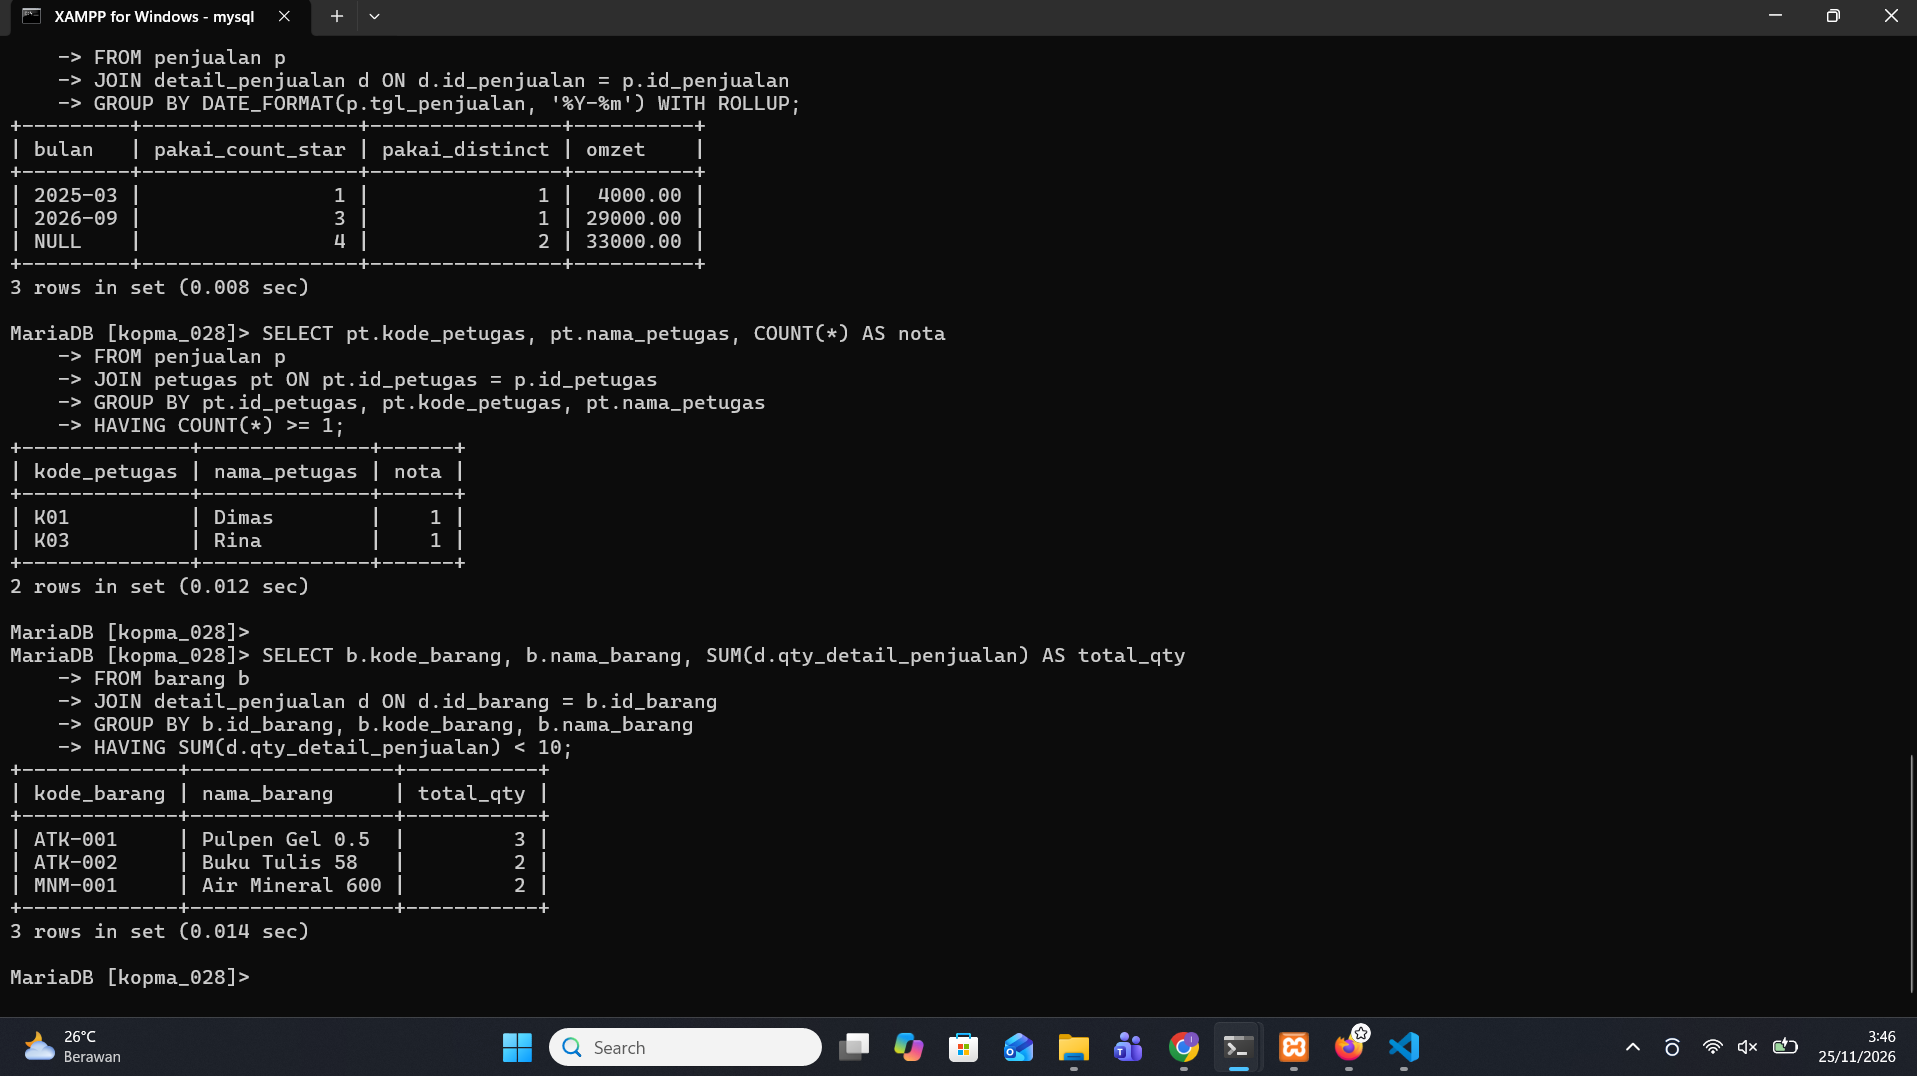 XAMPP for Windows - mysql
-> FROM penjualan p
-> JOIN detail_penjualan d ON d.id_penjualan = p.id_penjualan
-> GROUP BY DATE_FORMAT(p.tgl_penjualan, '%Y-%m') WITH ROLLUP;
+---------+------------------+----------------+----------+
| bulan   | pakai_count_star | pakai_distinct | omzet    |
+---------+------------------+----------------+----------+
| 2025-03 |                1 |              1 |  4000.00 |
| 2026-09 |                3 |              1 | 29000.00 |
| NULL    |                4 |              2 | 33000.00 |
+---------+------------------+----------------+----------+
3 rows in set (0.008 sec)
MariaDB [kopma_028]> SELECT pt.kode_petugas, pt.nama_petugas, COUNT(*) AS nota
-> FROM penjualan p
-> JOIN petugas pt ON pt.id_petugas = p.id_petugas
-> GROUP BY pt.id_petugas, pt.kode_petugas, pt.nama_petugas
-> HAVING COUNT(*) >= 1;
+--------------+--------------+------+
| kode_petugas | nama_petugas | nota |
+--------------+--------------+------+
| K01          | Dimas        |    1 |
| K03          | Rina         |    1 |
+--------------+--------------+------+
2 rows in set (0.012 sec)
MariaDB [kopma_028]>
MariaDB [kopma_028]> SELECT b.kode_barang, b.nama_barang, SUM(d.qty_detail_penjualan) AS total_qty
-> FROM barang b
-> JOIN detail_penjualan d ON d.id_barang = b.id_barang
-> GROUP BY b.id_barang, b.kode_barang, b.nama_barang
-> HAVING SUM(d.qty_detail_penjualan) < 10;
+-------------+-----------------+-----------+
| kode_barang | nama_barang     | total_qty |
+-------------+-----------------+-----------+
| ATK-001     | Pulpen Gel 0.5  |         3 |
| ATK-002     | Buku Tulis 58   |         2 |
| MNM-001     | Air Mineral 600 |         2 |
+-------------+-----------------+-----------+
3 rows in set (0.014 sec)
MariaDB [kopma_028]>
26°C
Berawan
Search
3:46
25/11/2026